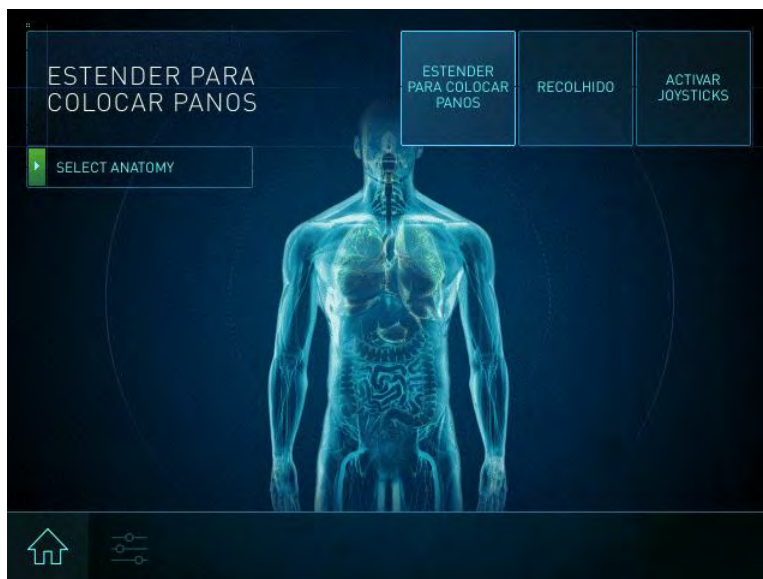 ESTENDER PARA
COLOCAR PANOS
ESTENDER
PARA COLOCAR
PANOS
RECOLHIDO
ACTIVAR
JOYSTICKS
SELECT ANATOMY